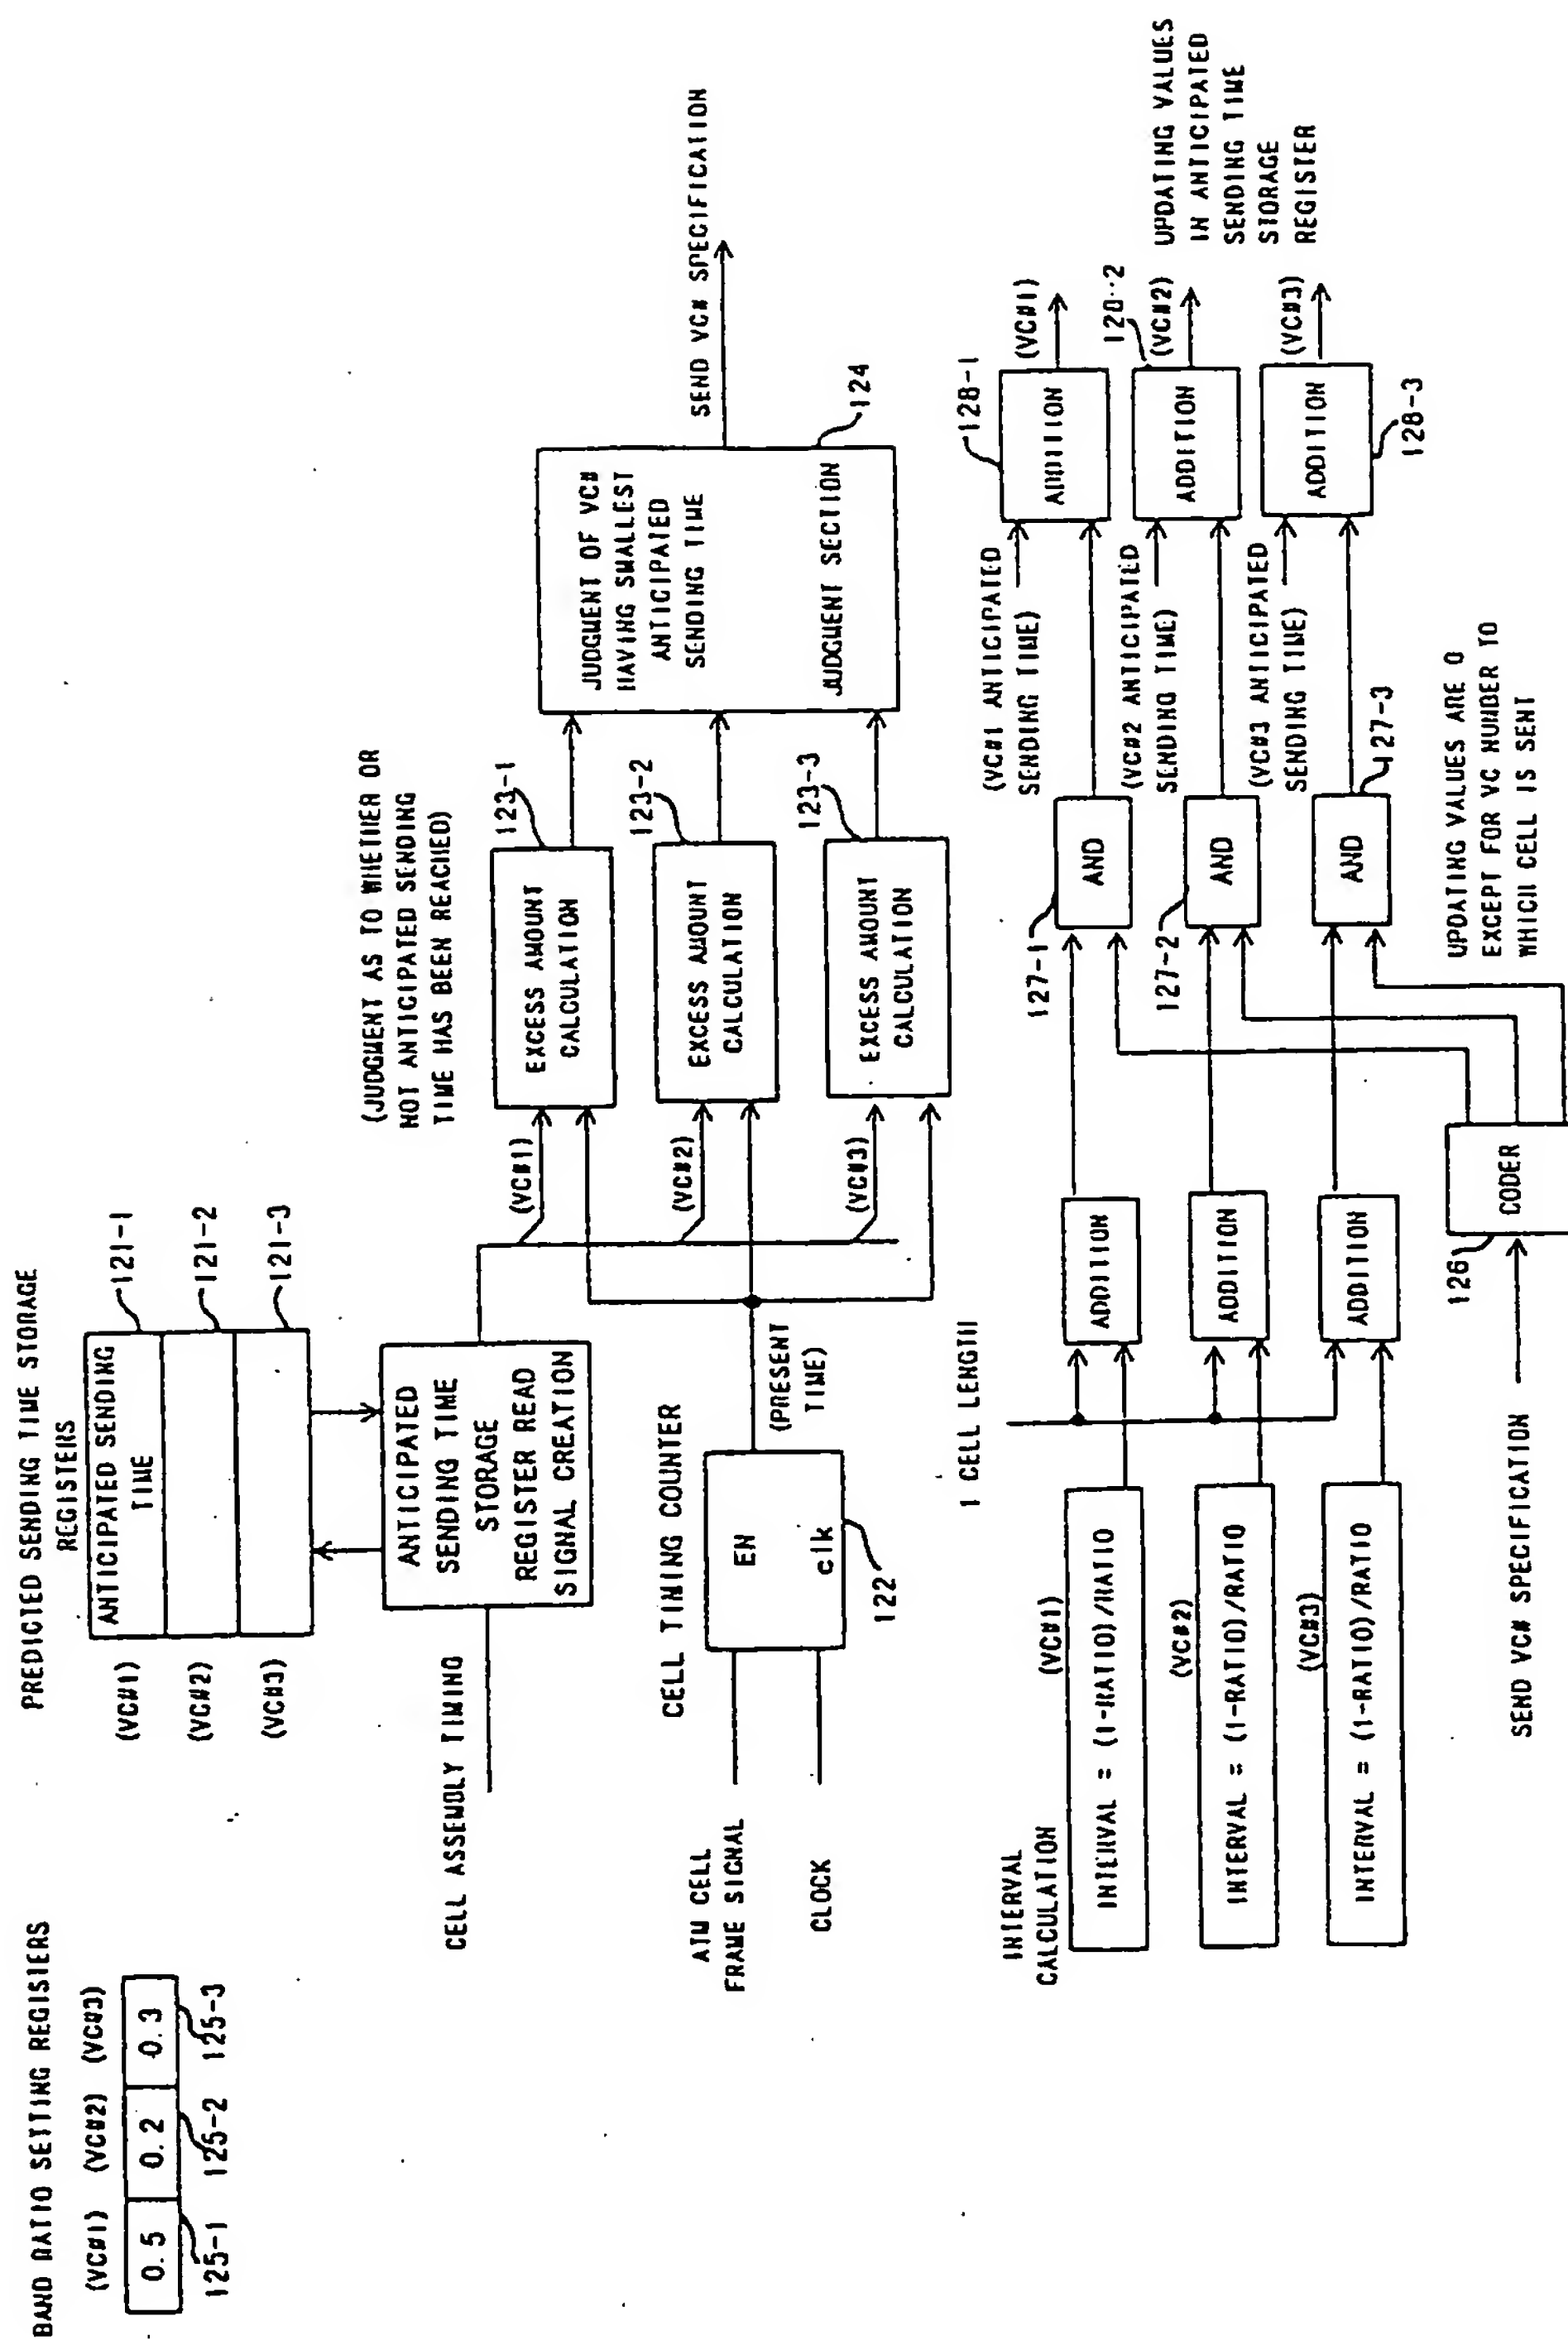 BAND RATIO SETTING REGISTERS
(VC#1) (VC#2) (VC#3)
0.5 0.2 0.3
125-1 125-2 125-3
PREDICTED SENDING TIME STORAGE
REGISTERS
(VC#1)
ANTICIPATED SENDING
TIME
121-1
(VC#2)
121-2
(VC#3)
121-3
CELL ASSEMBLY TIMING
ANTICIPATED
SENDING TIME
STORAGE
REGISTER READ
SIGNAL CREATION
CELL TIMING COUNTER
ATM CELL
FRAME SIGNAL
CLOCK
EN
clk
122
(PRESENT
TIME)
(JUDGMENT AS TO WHETHER OR
NOT ANTICIPATED SENDING
TIME HAS BEEN REACHED)
(VC#1)
EXCESS AMOUNT
CALCULATION
123-1
(VC#2)
EXCESS AMOUNT
CALCULATION
123-2
(VC#3)
EXCESS AMOUNT
CALCULATION
123-3
JUDGMENT OF VC#
HAVING SMALLEST
ANTICIPATED
SENDING TIME
JUDGMENT SECTION
124
SEND VC# SPECIFICATION
INTERVAL
CALCULATION
1 CELL LENGTH
(VC#1)
INTERVAL = (1-RATIO)/RATIO
(VC#2)
INTERVAL = (1-RATIO)/RATIO
(VC#3)
INTERVAL = (1-RATIO)/RATIO
ADDITION
ADDITION
ADDITION
SEND VC# SPECIFICATION
126
CODER
127-1
AND
127-2
AND
127-3
AND
UPDATING VALUES ARE 0
EXCEPT FOR VC NUMBER TO
WHICH CELL IS SENT
(VC#1 ANTICIPATED
SENDING TIME)
(VC#2 ANTICIPATED
SENDING TIME)
(VC#3 ANTICIPATED
SENDING TIME)
128-1
ADDITION
(VC#1)
120-2
ADDITION
(VC#2)
ADDITION
128-3
(VC#3)
UPDATING VALUES
IN ANTICIPATED
SENDING TIME
STORAGE
REGISTER